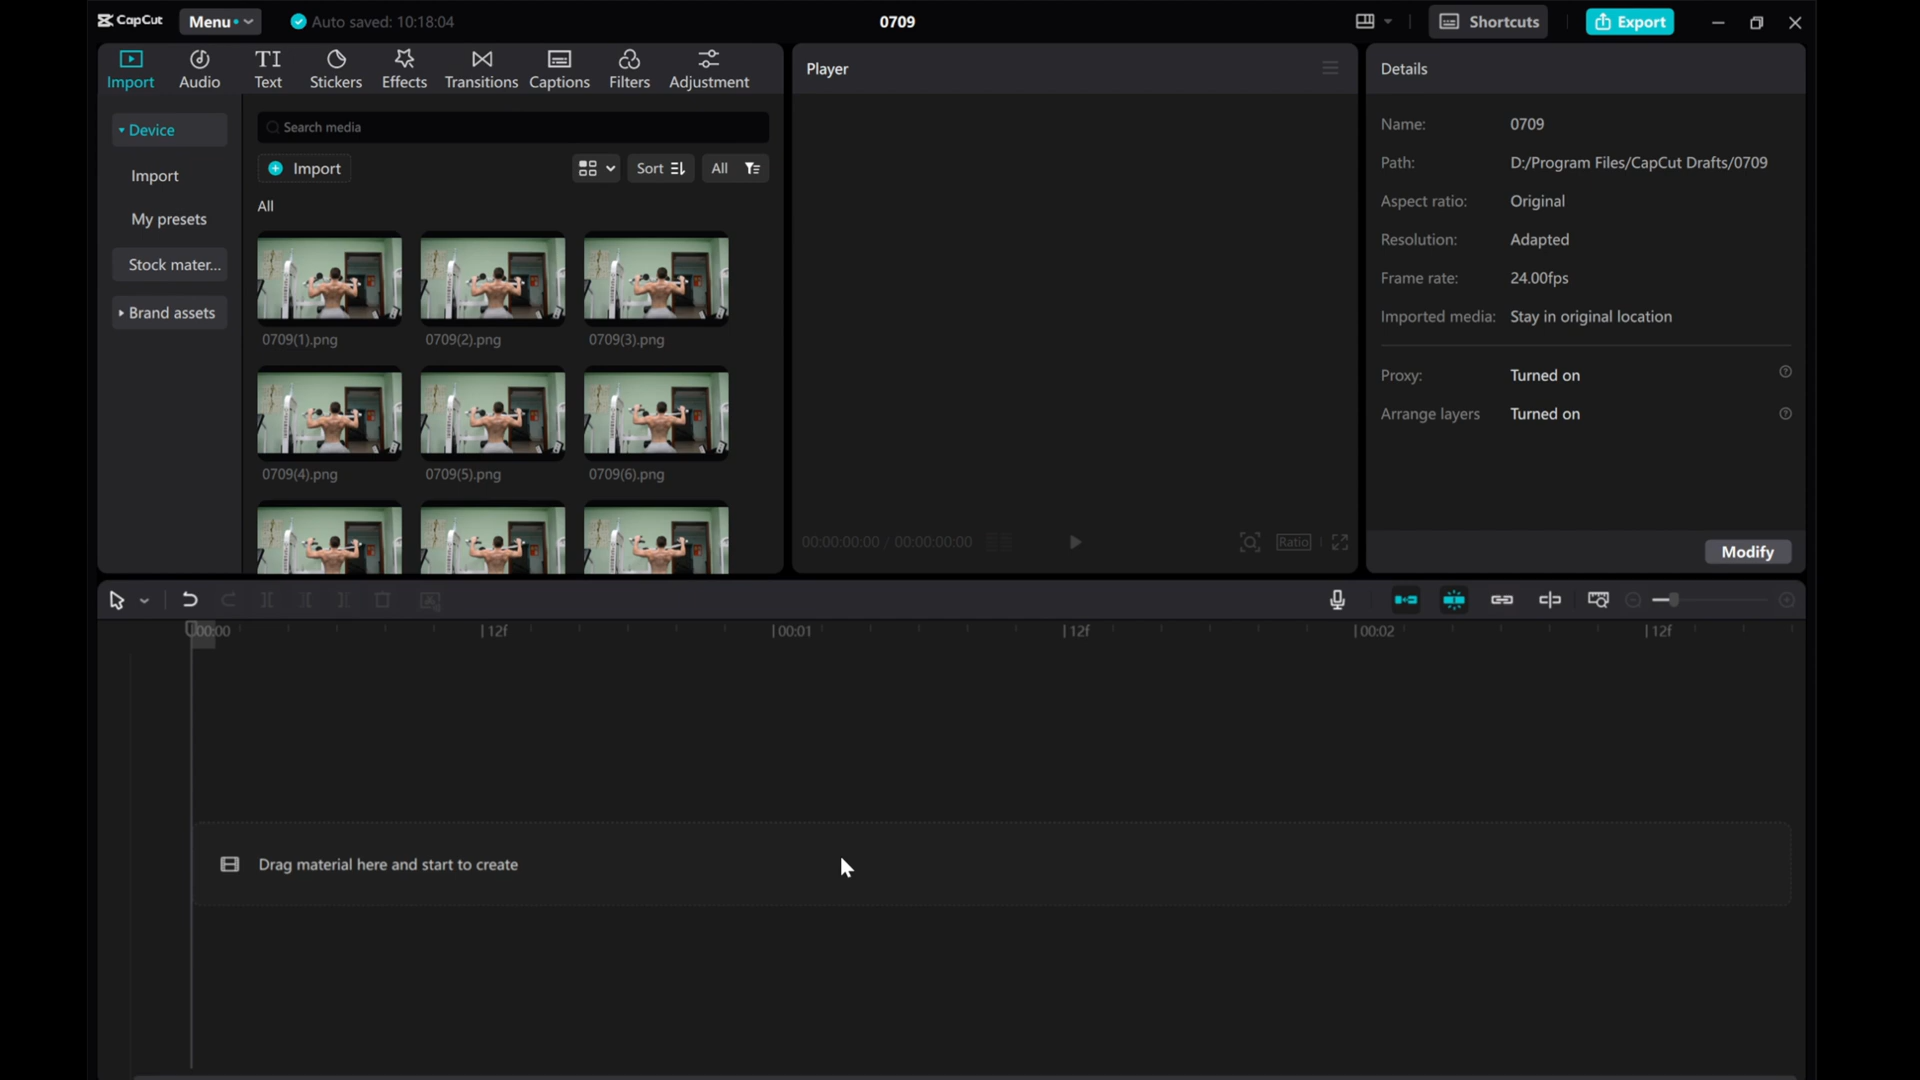 CapCut
Menu
Auto saved: 10:18:04
0709
Shortcuts
Export
Import
Audio
TI
Text
Stickers
Effects
Transitions
Captions
Filters
Adjustment
Device
Import
My presets
Stock mater...
Brand assets
Search media
Import
Sort
All
All
0709(1).png
0709(2).png
0709(3).png
0709(4).png
0709(5).png
0709(6).png
Player
00:00:00:00 / 00:00:00:00
Ratio
Details
Name: 0709
Path: D:/Program Files/CapCut Drafts/0709
Aspect ratio: Original
Resolution: Adapted
Frame rate: 24.00fps
Imported media: Stay in original location
Proxy: Turned on
Arrange layers Turned on
Modify
00:00 |12f |00:01 |12f |00:02 |12f
Drag material here and start to create